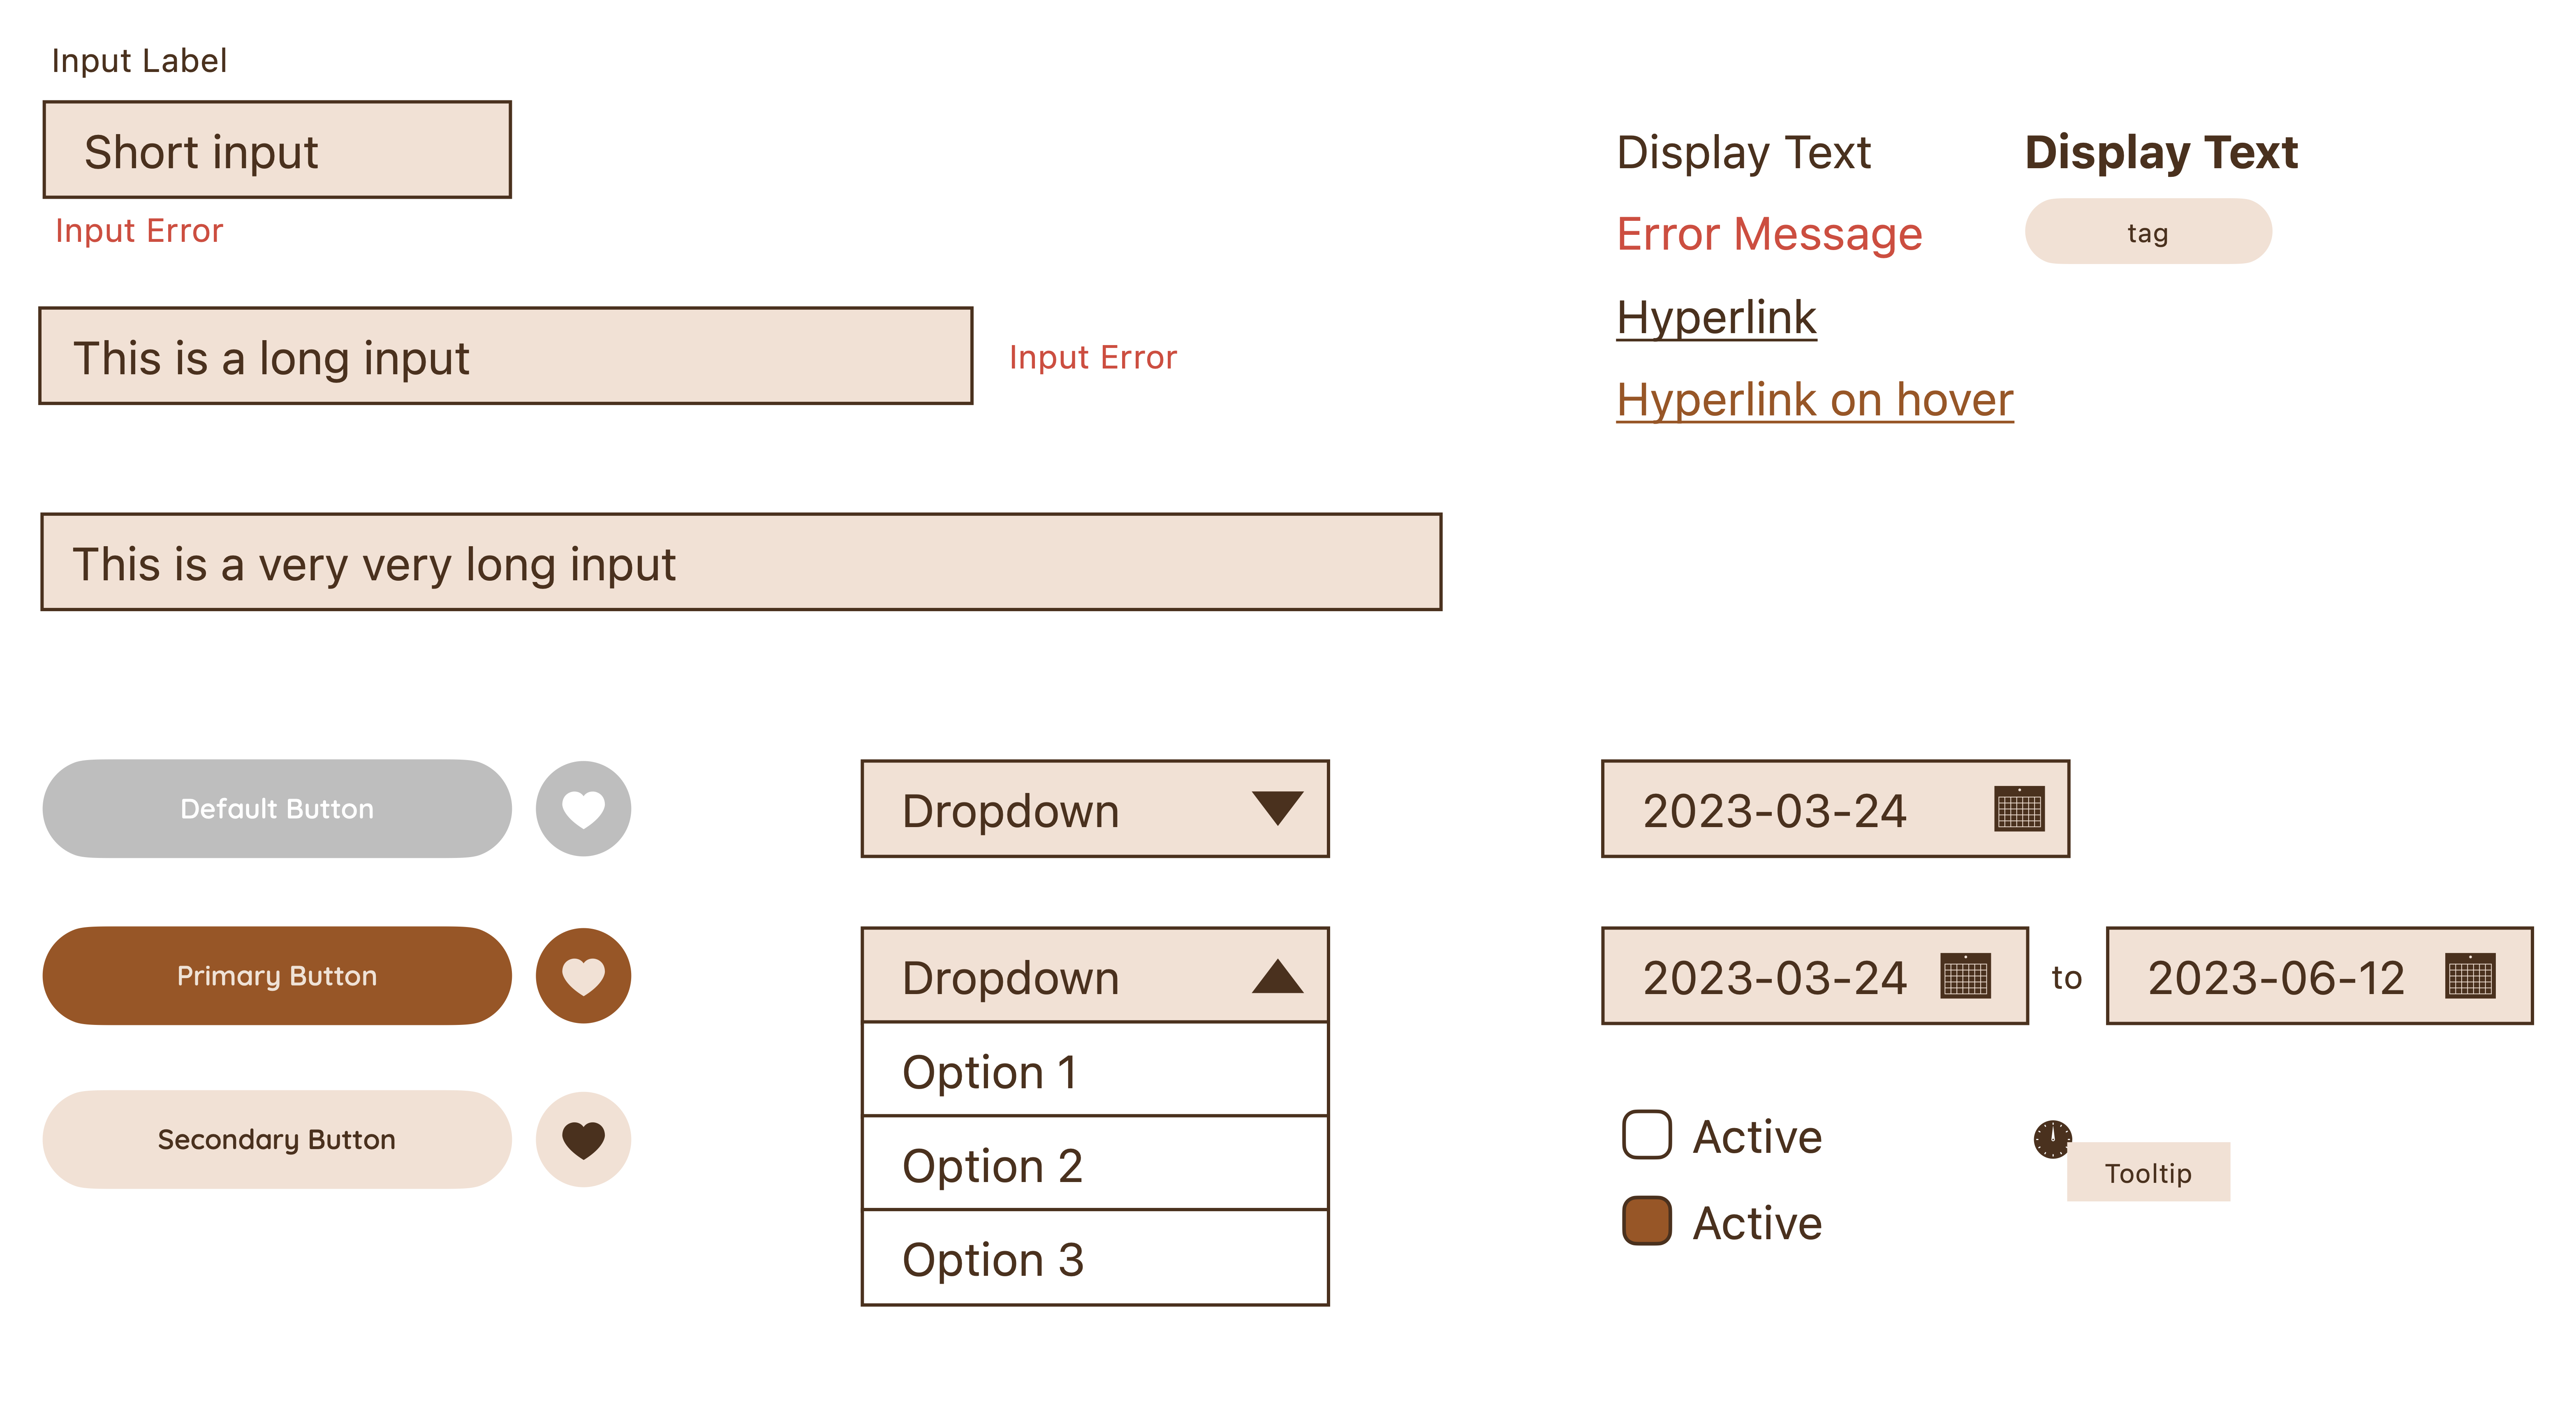 Input Label
Short input
Input Error
This is a long input
Input Error
This is a very very long input
Display Text
Display Text
Error Message
tag
Hyperlink
Hyperlink on hover
Default Button
Primary Button
Secondary Button
Dropdown
Dropdown
Option 1
Option 2
Option 3
2023-03-24
2023-03-24
to
2023-06-12
Active
Active
Tooltip